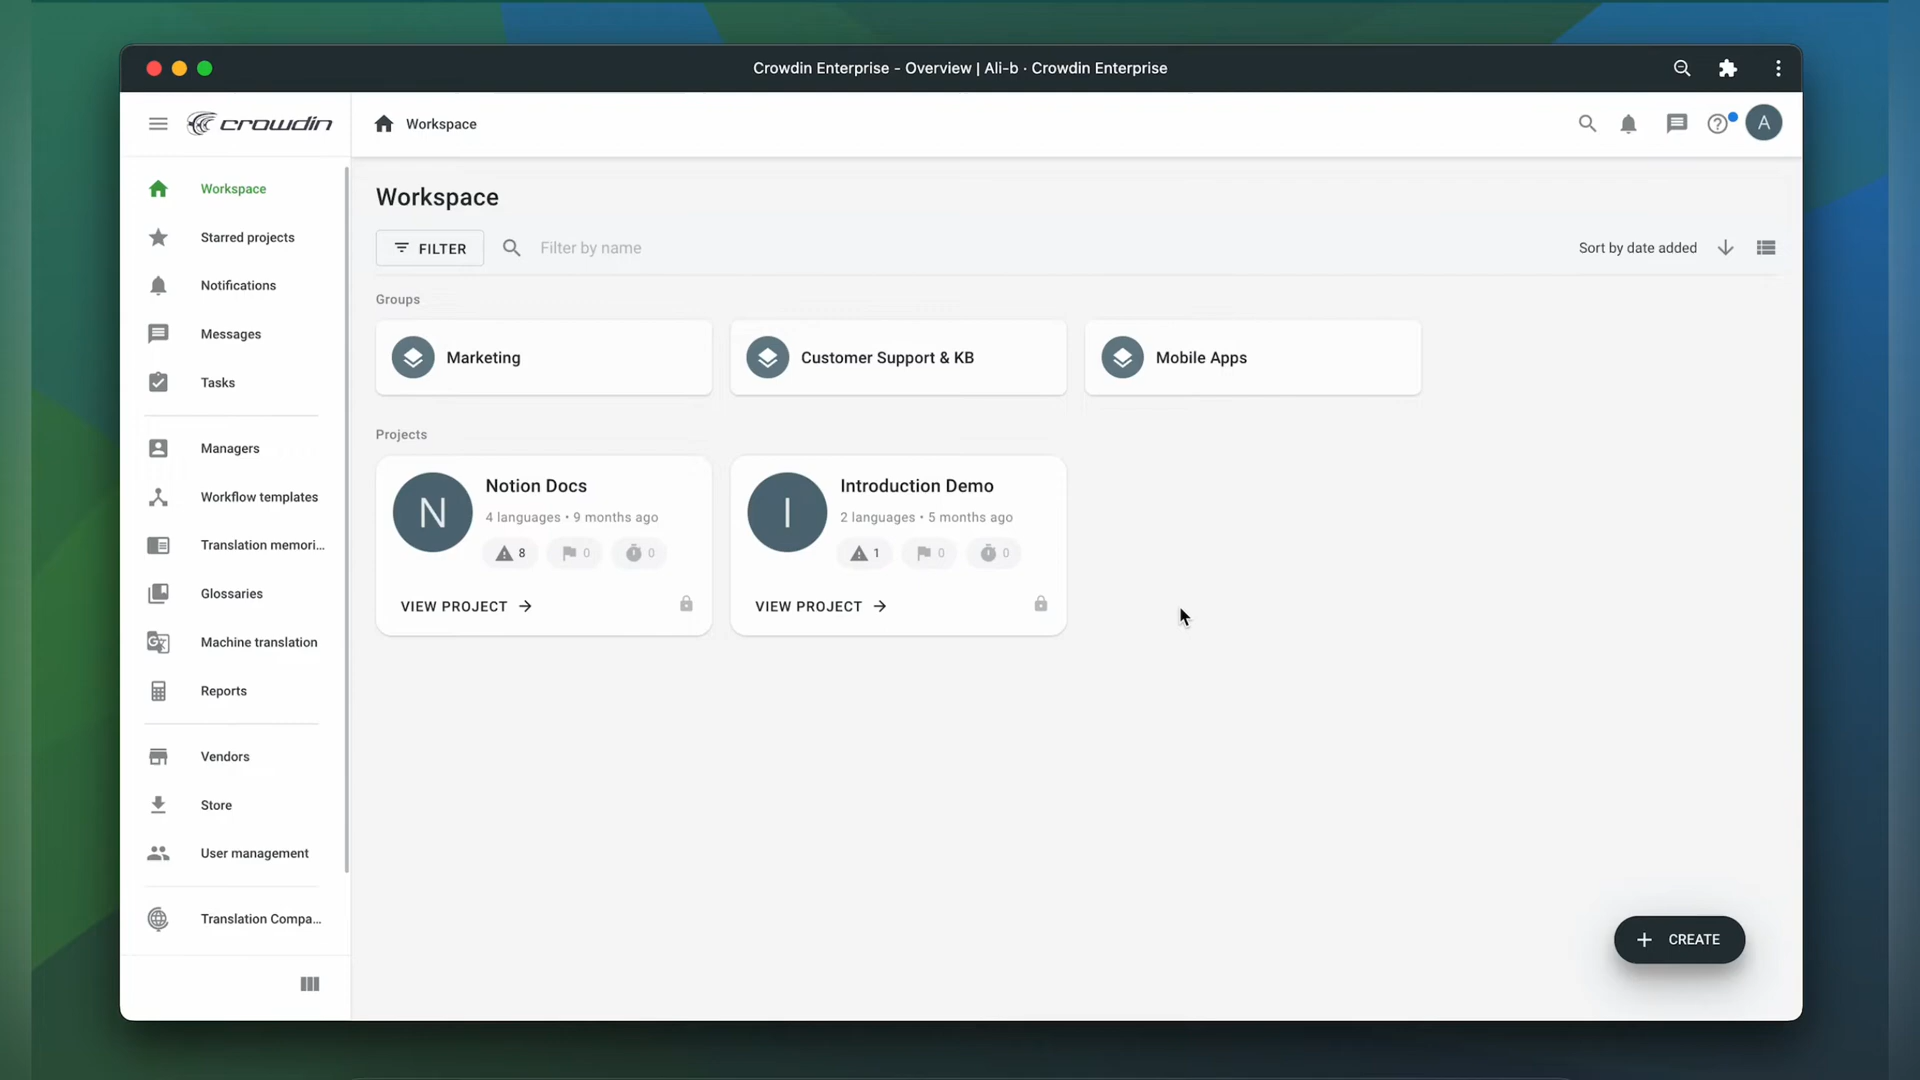 Crowdin Enterprise - Overview | Ali-b · Crowdin Enterprise
crowdin
Workspace
A
Workspace
Starred projects
Notifications
Messages
Tasks
Managers
Workflow templates
Translation memori...
Glossaries
Machine translation
Reports
Vendors
Store
User management
Translation Compa...
Workspace
FILTER
Filter by name
Sort by date added
Groups
Marketing
Customer Support & KB
Mobile Apps
Projects
N
Notion Docs
4 languages • 9 months ago
8
0
0
VIEW PROJECT
I
Introduction Demo
2 languages • 5 months ago
1
0
0
VIEW PROJECT
CREATE